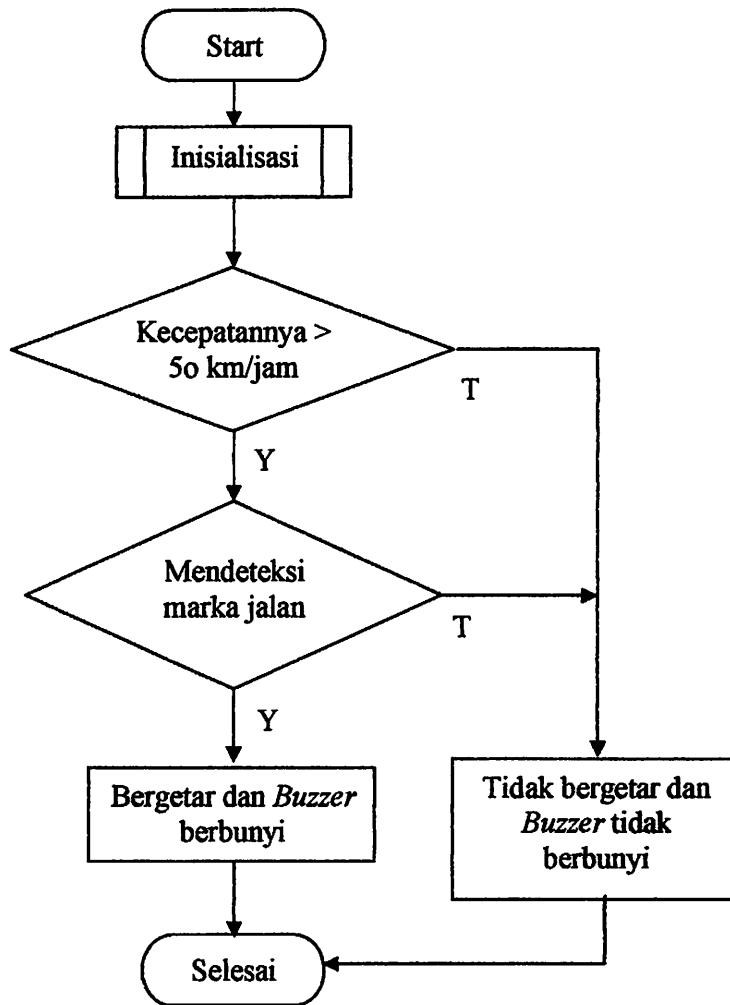 Start
Inisialisasi
Kecepatannya >
5o km/jam
T
Y
Mendeteksi
marka jalan
T
Y
Bergetar dan Buzzer
berbunyi
Tidak bergetar dan
Buzzer tidak
berbunyi
Selesai